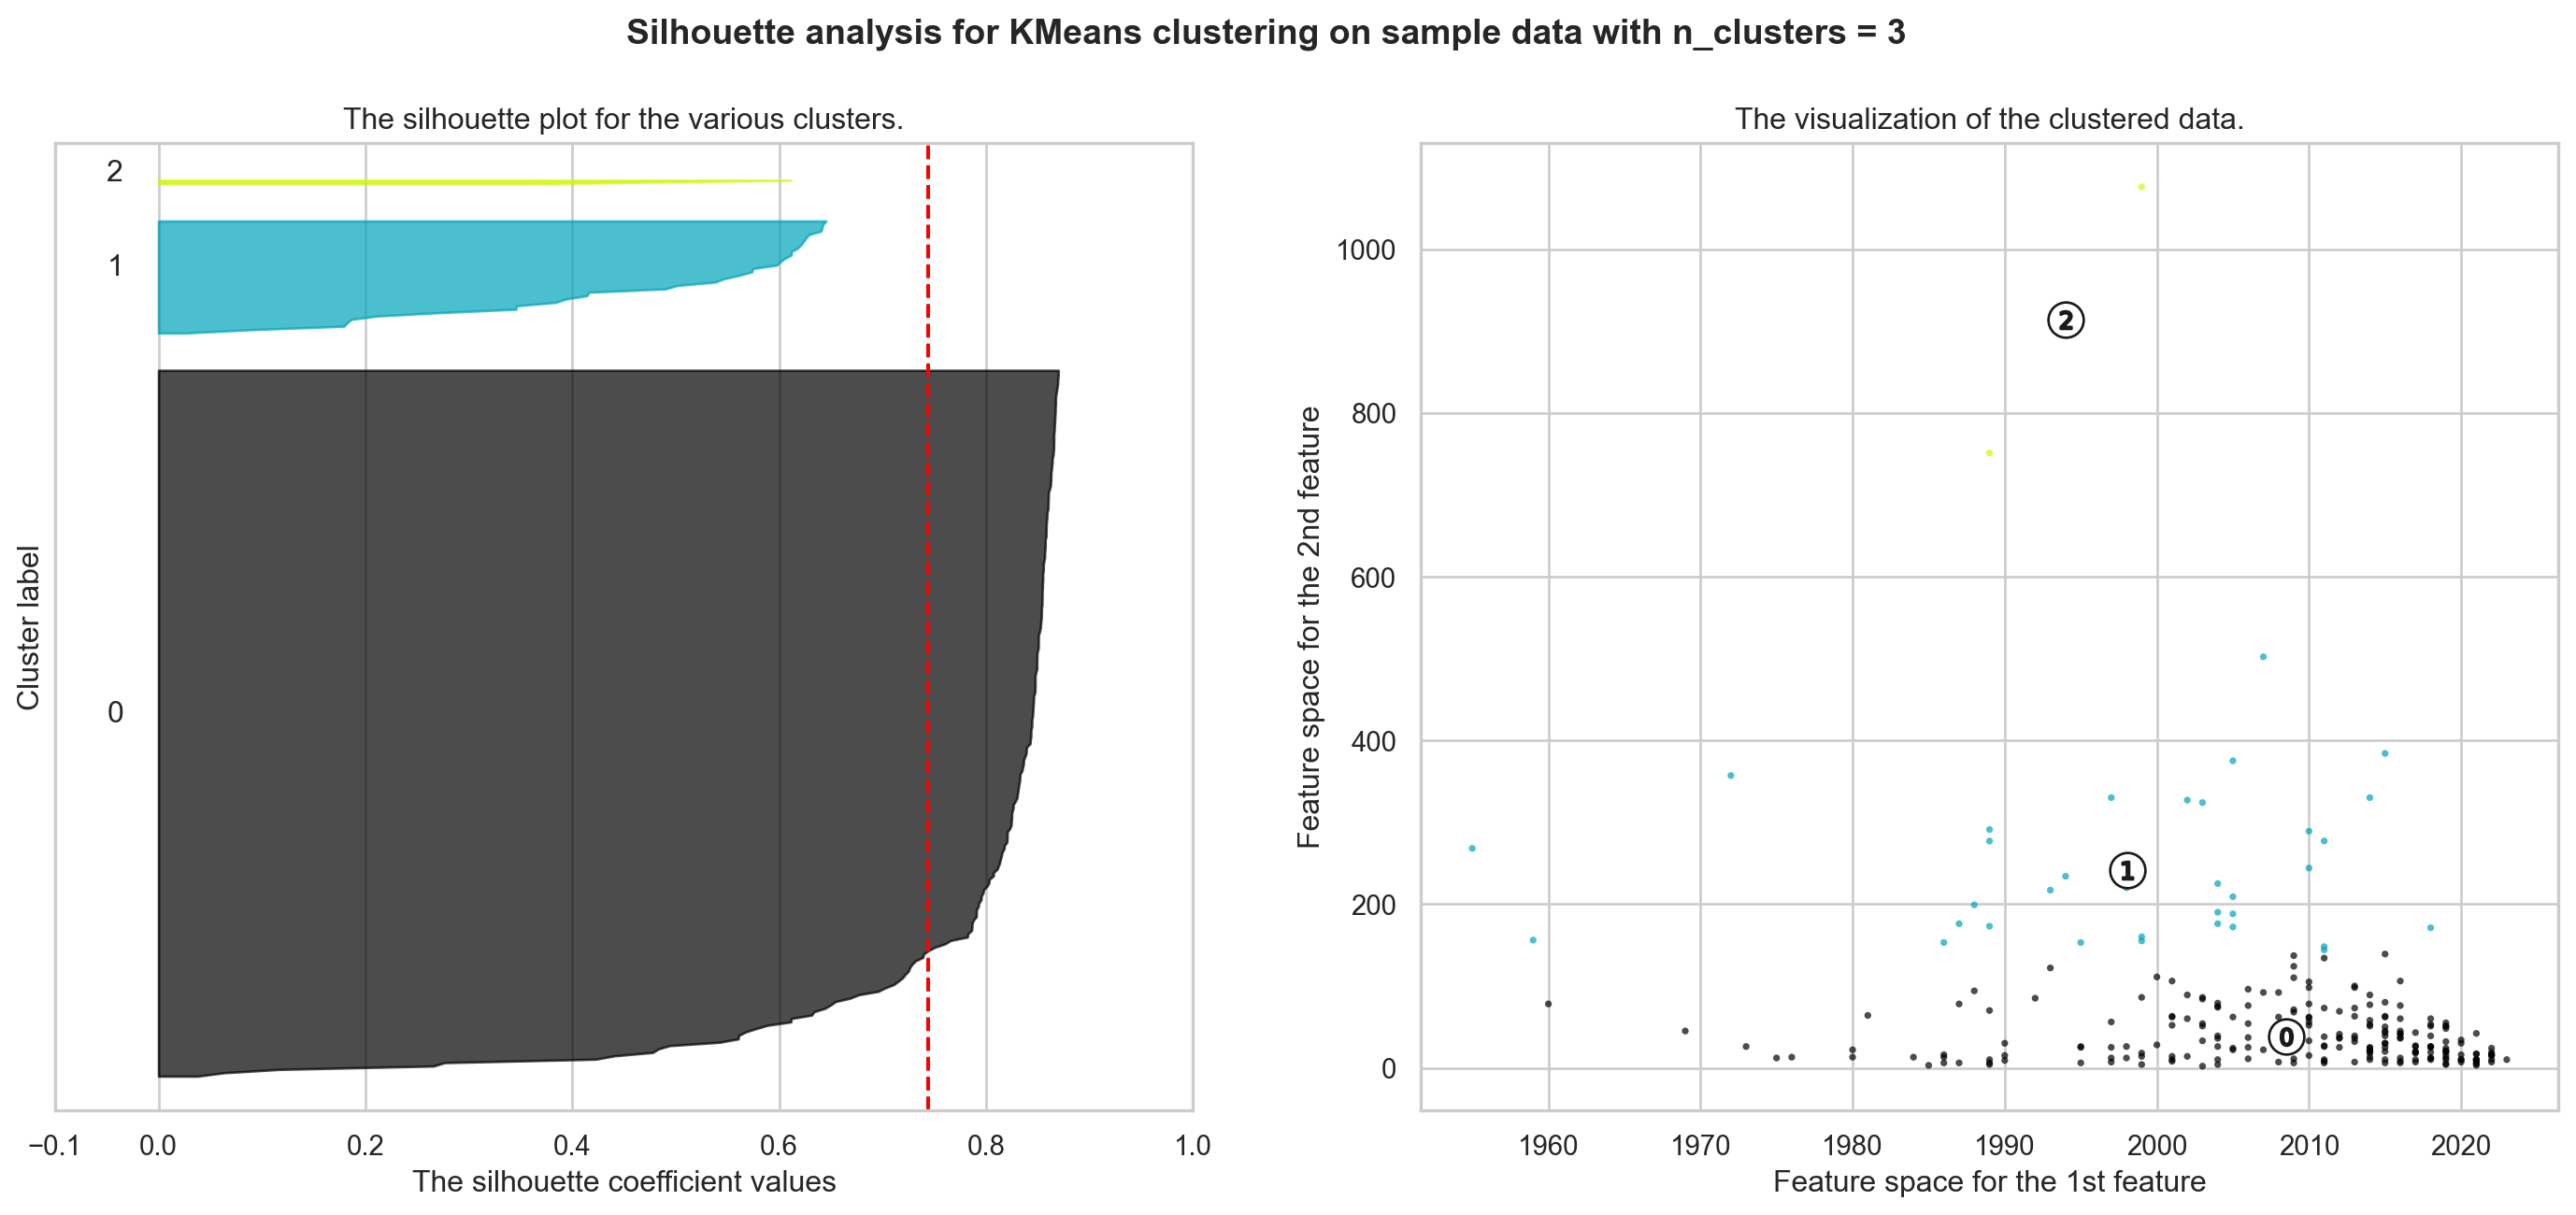 Silhouette analysis for KMeans clustering on sample data with n_clusters = 3
The silhouette plot for the various clusters.
2
1
0
Cluster label
−0.1 0.0 0.2 0.4 0.6 0.8 1.0
The silhouette coefficient values
The visualization of the clustered data.
1000
800
600
400
200
0
Feature space for the 2nd feature
2
1
0
1960 1970 1980 1990 2000 2010 2020
Feature space for the 1st feature